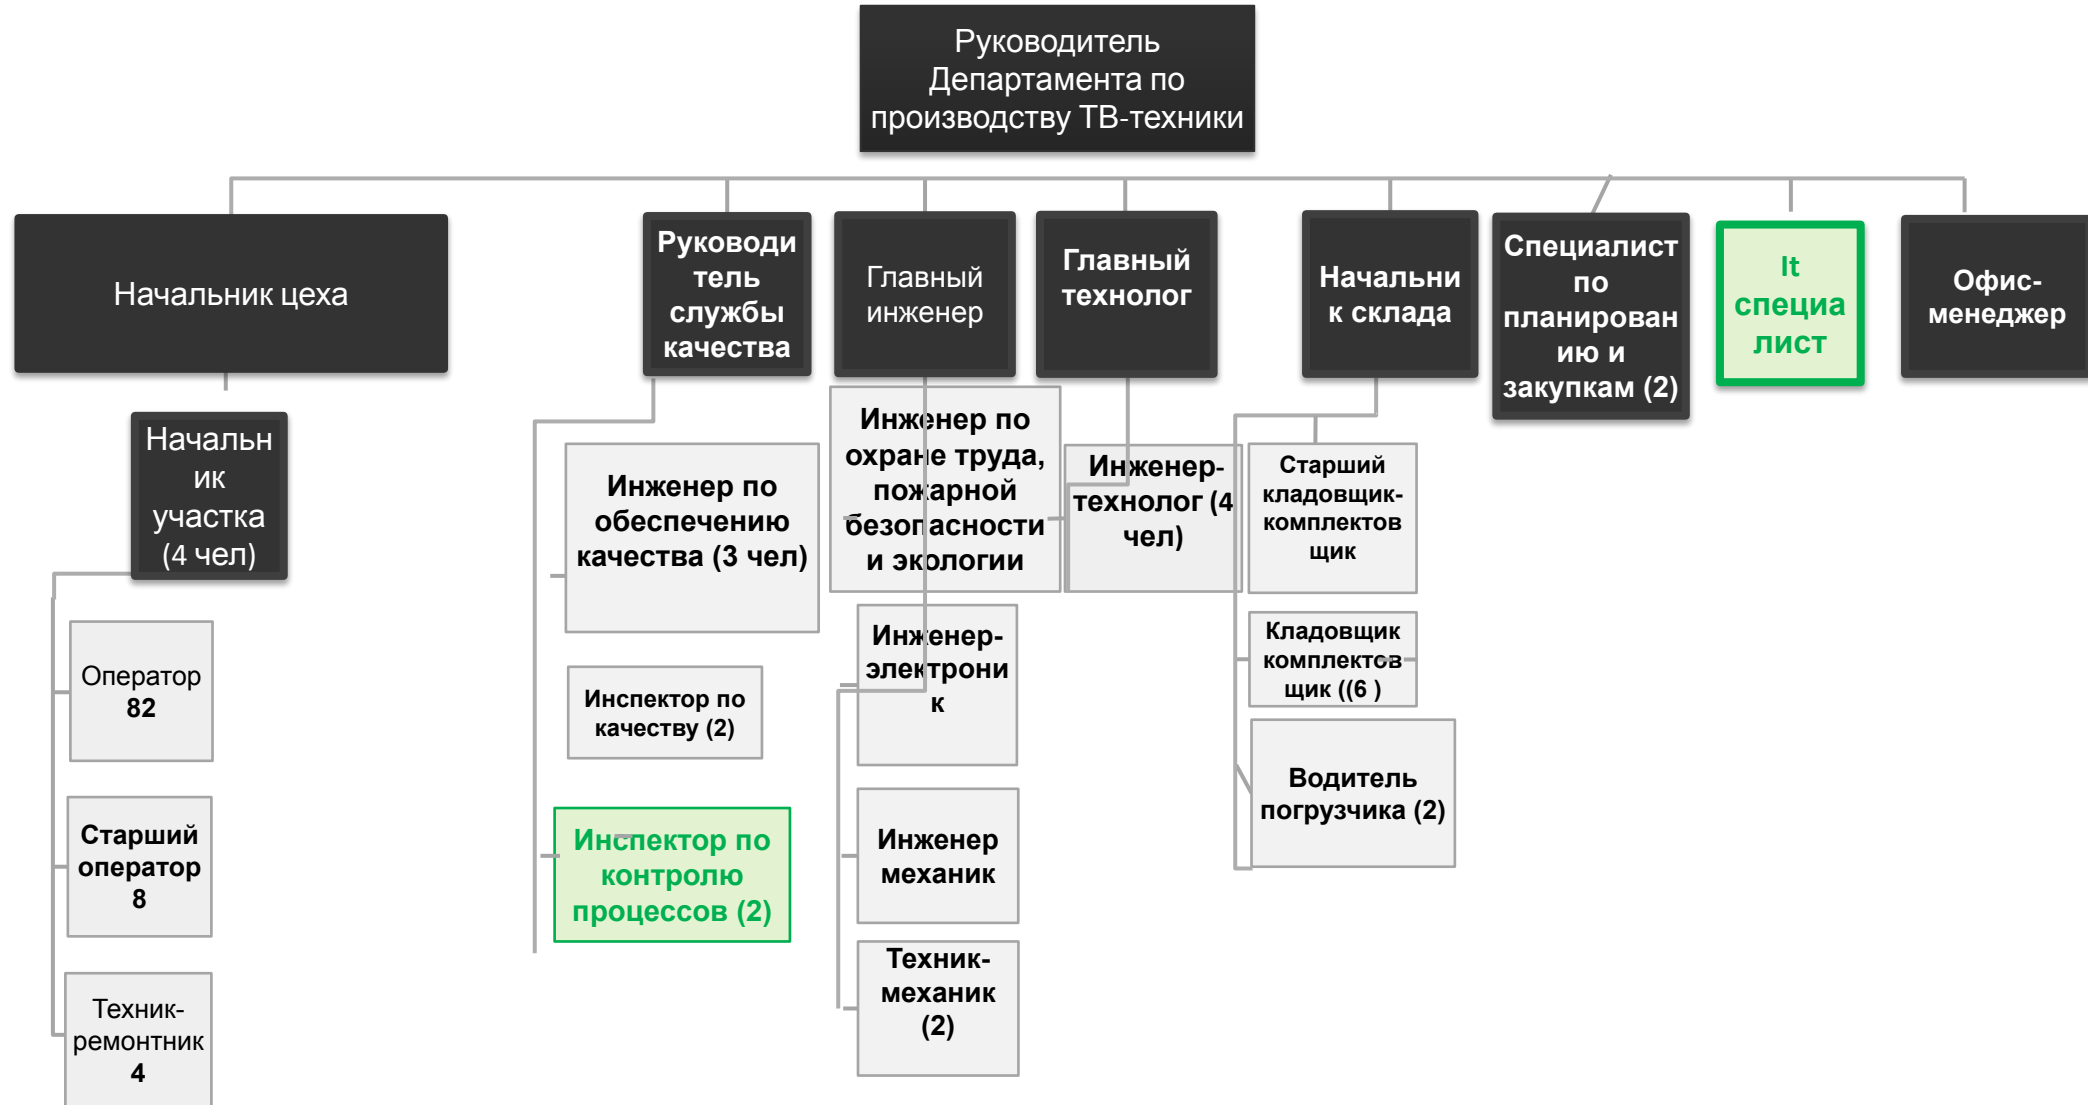 Руководитель
Департамента по
производству ТВ-техники
Начальник цеха
Руководи
тель
службы
качества
Главный
инженер
Главный
технолог
Начальни
к склада
Специалист
по
планирован
ию и
закупкам (2)
It
специа
лист
Офис-
менеджер
Начальн
ик
участка
(4 чел)
Инженер по
обеспечению
качества (3 чел)
Инженер по
охране труда,
пожарной
безопасности
и экологии
Инженер-
технолог (4
чел)
Старший
кладовщик-
комплектов
щик
Оператор
82
Инспектор по
качеству (2)
Инженер-
электрони
к
Кладовщик
комплектов
щик ((6 )
Старший
оператор
8
Инспектор по
контролю
процессов (2)
Инженер
механик
Водитель
погрузчика (2)
Техник-
ремонтник
4
Техник-
механик
(2)